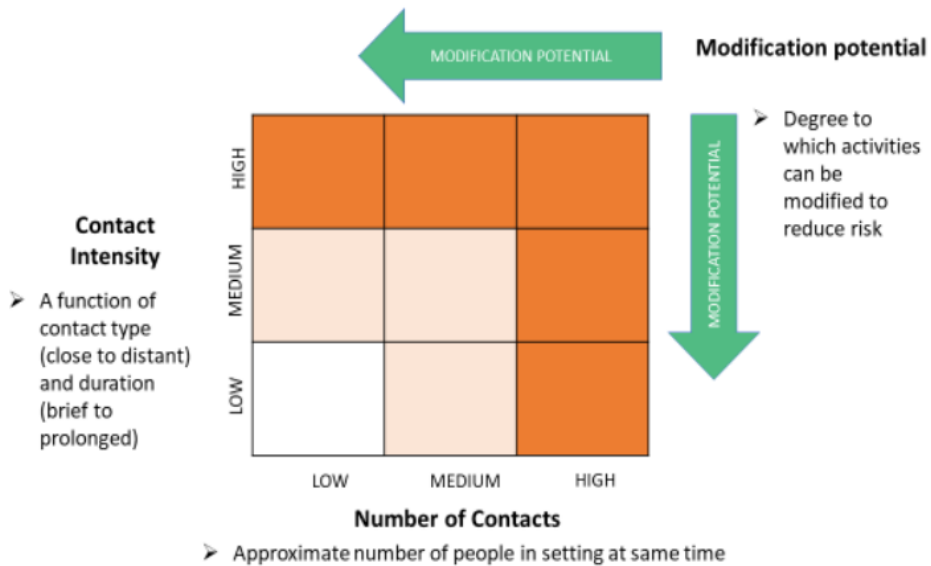 MODIFICATION POTENTIAL
Modification potential
➢ Degree to
which activities
can be
modified to
reduce risk
MODIFICATION POTENTIAL
Contact
Intensity
➢ A function of
contact type
(close to distant)
and duration
(brief to
prolonged)
HIGH
MEDIUM
LOW
LOW MEDIUM HIGH
Number of Contacts
➢ Approximate number of people in setting at same time